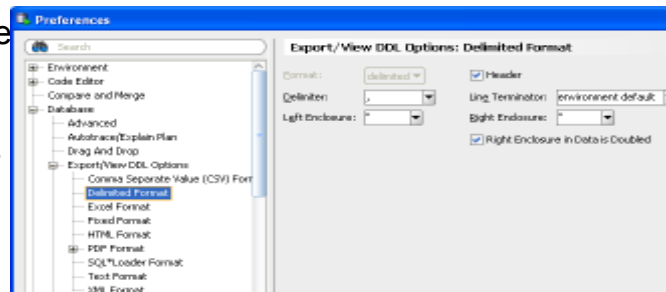 Preferences
Search
Environment
Code Editor
Compare and Merge
Database
Advanced
Autotrace/Explain Plan
Drag And Drop
Export/View DDL Options
Comma Separate Value (CSV) Form
Delimited Format
Excel Format
Fixed Format
HTML Format
PDF Format
SQL*Loader Format
Text Format
XML Format
Export/View DDL Options: Delimited Format
Format: delimited
Header
Delimiter: ,
Line Terminator: environment default
Left Enclosure: "
Right Enclosure: "
Right Enclosure in Data is Doubled